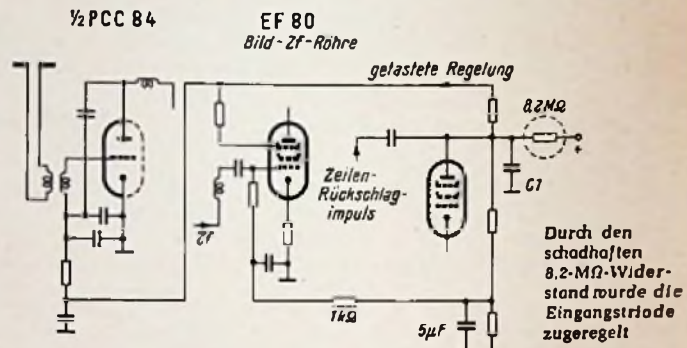 ½ PCC 84
EF 80
Bild-Zf-Röhre
getastete Regelung
8,2MΩ
+
Zeilen-
Rückschlag-
impuls
C1
Zf
1kΩ
5µF
Durch den
schadhaften
8,2-MΩ-Wider-
stand wurde die
Eingangstriode
zugeregelt